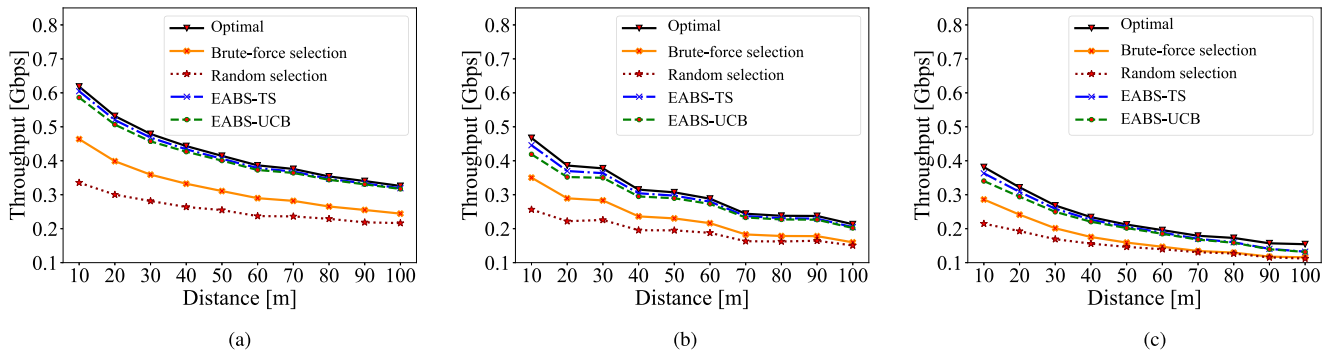 0.8
0.7
0.6
0.5
0.4
0.3
0.2
0.1
Throughput [Gbps]
Optimal
Brute-force selection
Random selection
EABS-TS
EABS-UCB
10 20 30 40 50 60 70 80 90 100
Distance [m]
(a)
0.8
0.7
0.6
0.5
0.4
0.3
0.2
0.1
Throughput [Gbps]
Optimal
Brute-force selection
Random selection
EABS-TS
EABS-UCB
10 20 30 40 50 60 70 80 90 100
Distance [m]
(b)
0.8
0.7
0.6
0.5
0.4
0.3
0.2
0.1
Throughput [Gbps]
Optimal
Brute-force selection
Random selection
EABS-TS
EABS-UCB
10 20 30 40 50 60 70 80 90 100
Distance [m]
(c)